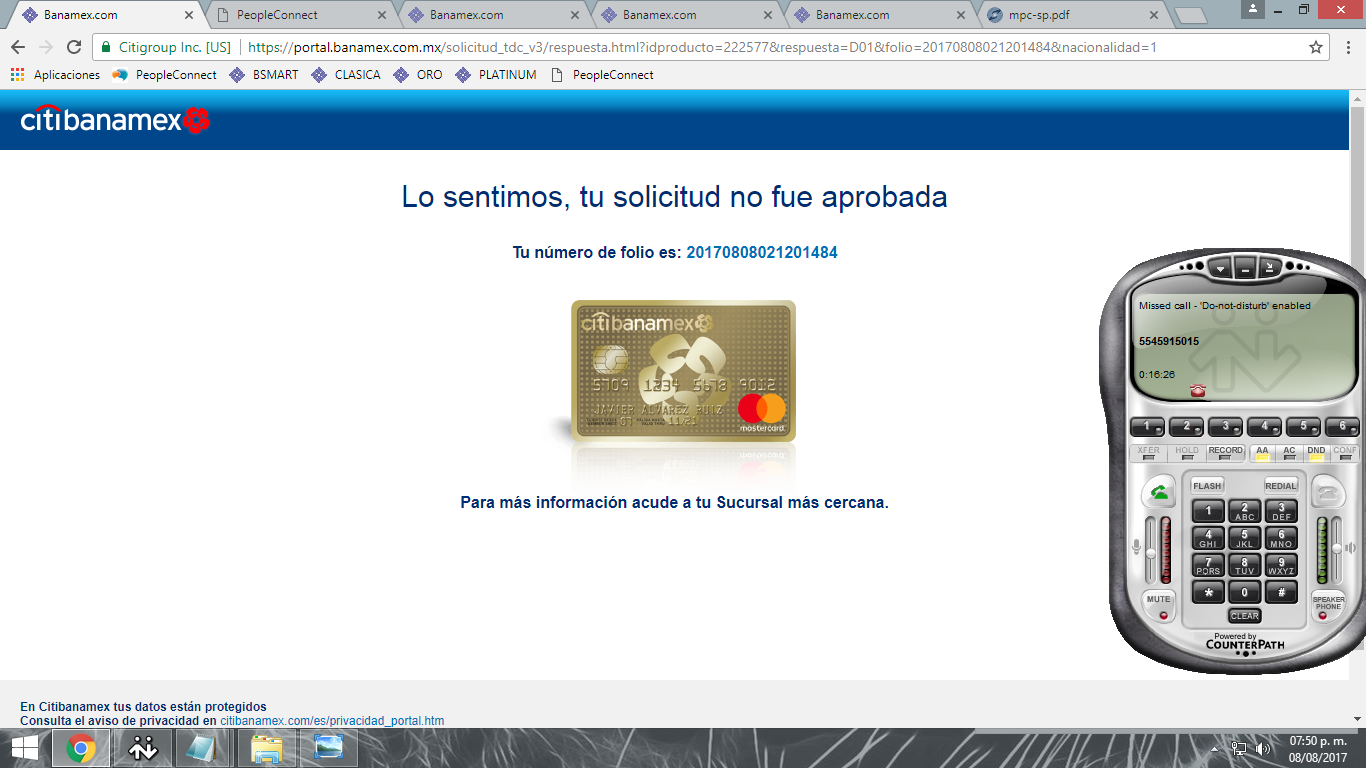 Banamex.com
PeopleConnect
Banamex.com
Banamex.com
Banamex.com
mpc-sp.pdf
Citigroup Inc. [US]
https://portal.banamex.com.mx/solicitud_tdc_v3/respuesta.html?idproducto=222577&respuesta=D01&folio=20170808021201484&nacionalidad=1
Aplicaciones
PeopleConnect
BSMART
CLASICA
ORO
PLATINUM
PeopleConnect
citibanamex
Lo sentimos, tu solicitud no fue aprobada
Tu número de folio es: 20170808021201484
citibanamex
5709 1234 5678 9012
JAVIER ALVAREZ RUIZ
07
11/21
mastercard
Para más información acude a tu Sucursal más cercana.
Missed call - 'Do-not-disturb' enabled
5545915015
0:16:26
1 2 3 4 5 6
XFER HOLD RECORD AA AC DND CONF
FLASH REDIAL
1 2 ABC 3 DEF
4 GHI 5 JKL 6 MNO
7 PQRS 8 TUV 9 WXYZ
* 0 #
MUTE
SPEAKER
PHONE
CLEAR
Powered by
COUNTERPATH
En Citibanamex tus datos están protegidos
Consulta el aviso de privacidad en citibanamex.com/es/privacidad_portal.htm
07:50 p. m.
08/08/2017